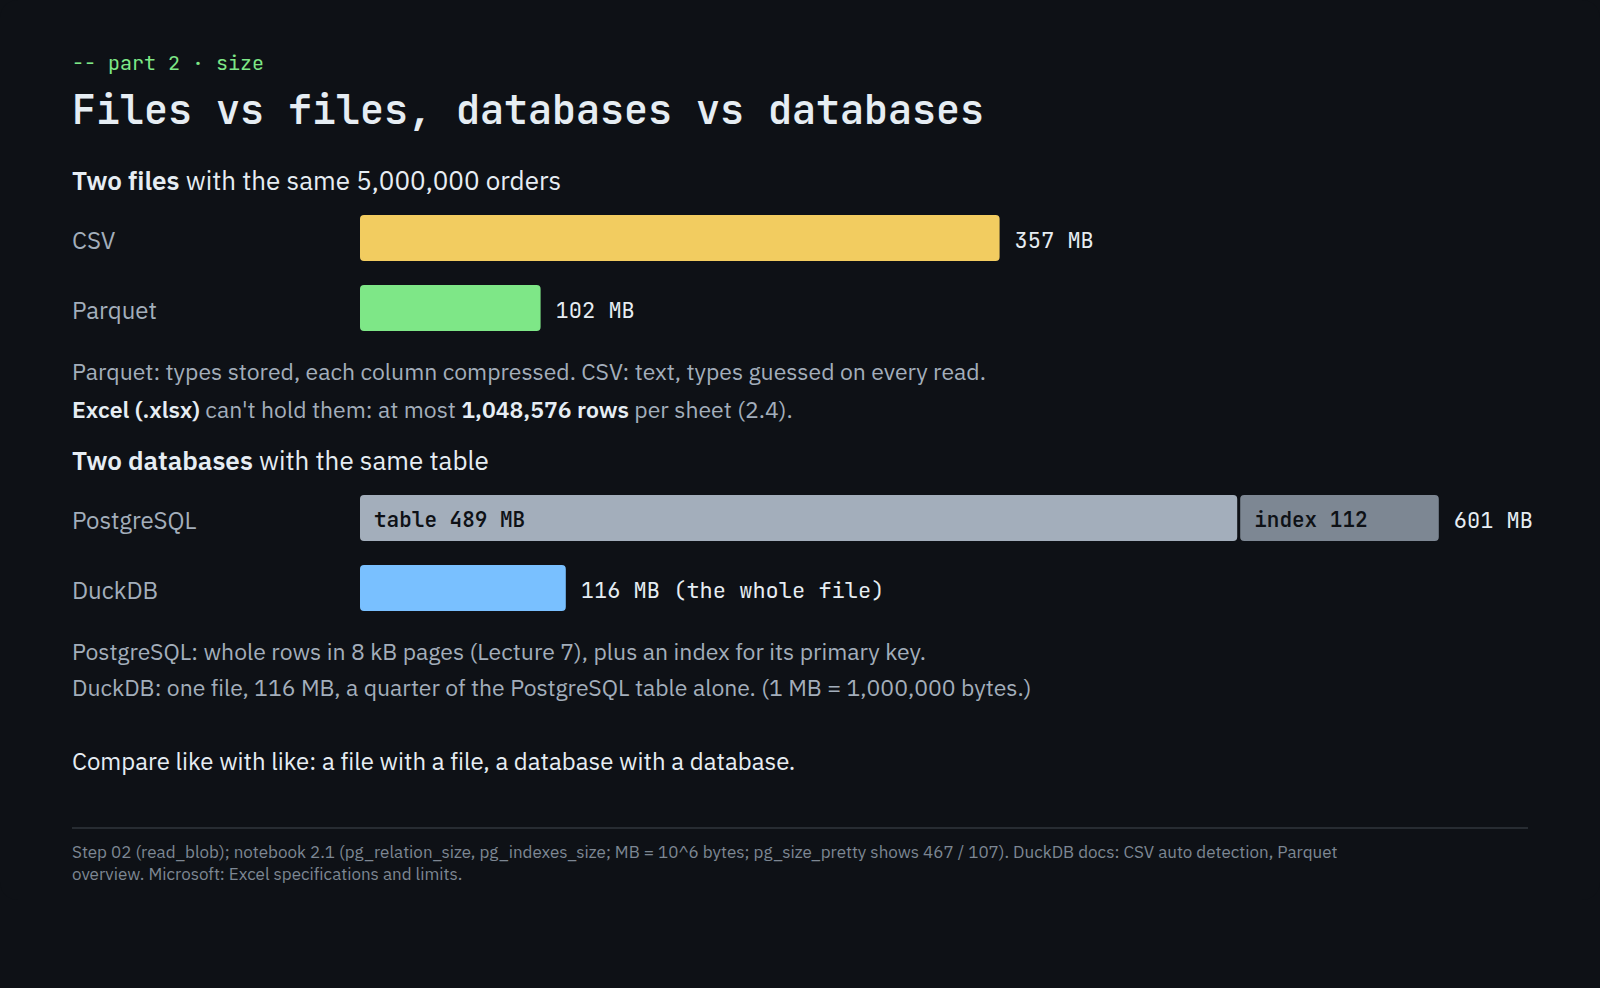 -- part 2 · size
Files vs files, databases vs databases
Two files with the same 5,000,000 orders
CSV
357 MB
Parquet
102 MB
Parquet: types stored, each column compressed. CSV: text, types guessed on every read.
Excel (.xlsx) can't hold them: at most 1,048,576 rows per sheet (2.4).
Two databases with the same table
PostgreSQL
table 489 MB
index 112
601 MB
DuckDB
116 MB (the whole file)
PostgreSQL: whole rows in 8 kB pages (Lecture 7), plus an index for its primary key.
DuckDB: one file, 116 MB, a quarter of the PostgreSQL table alone. (1 MB = 1,000,000 bytes.)
Compare like with like: a file with a file, a database with a database.
Step 02 (read_blob); notebook 2.1 (pg_relation_size, pg_indexes_size; MB = 10^6 bytes; pg_size_pretty shows 467 / 107). DuckDB docs: CSV auto detection, Parquet
overview. Microsoft: Excel specifications and limits.